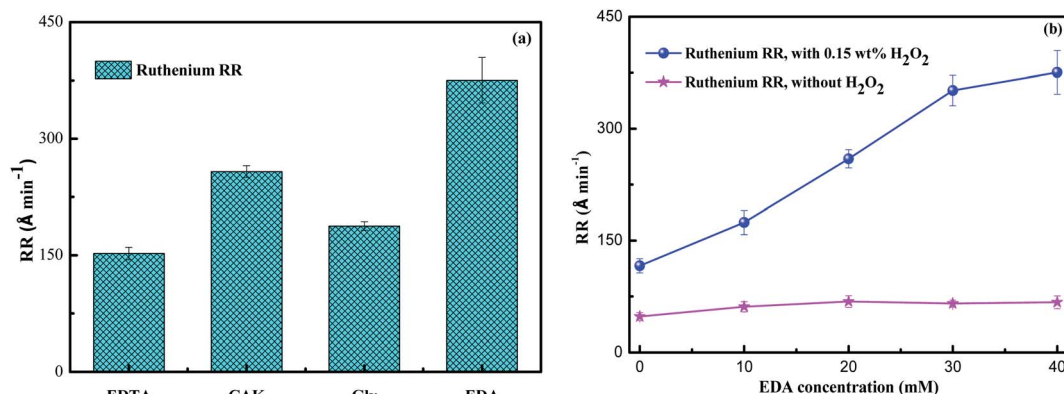 450
300
150
0
RR (Å min⁻¹)
(a)
Ruthenium RR
EDTA CAK Gly EDA
450
300
150
0
RR (Å min⁻¹)
(b)
Ruthenium RR, with 0.15 wt% H₂O₂
Ruthenium RR, without H₂O₂
0 10 20 30 40
EDA concentration (mM)